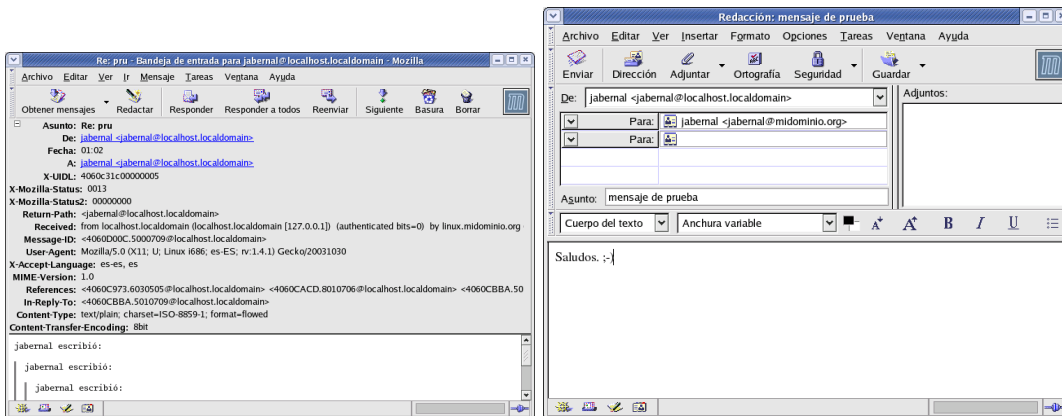 Re: pru - Bandeja de entrada para jabernal@localhost.localdomain - Mozilla
Archivo Editar Ver Ir Mensaje Tareas Ventana Ayuda
Obtener mensajes Redactar Responder Responder a todos Reenviar Siguiente Basura Borrar
Asunto: Re: pru
De: jabernal <jabernal@localhost.localdomain>
Fecha: 01:02
A: jabernal <jabernal@localhost.localdomain>
X-UIDL: 4060c31c00000005
X-Mozilla-Status: 0013
X-Mozilla-Status2: 00000000
Return-Path: <jabernal@localhost.localdomain>
Received: from localhost.localdomain (localhost.localdomain [127.0.0.1]) (authenticated bits=0) by linux.midominio.org
Message-ID: <4060D00C.5000709@localhost.localdomain>
User-Agent: Mozilla/5.0 (X11; U; Linux i686; es-ES; rv:1.4.1) Gecko/20031030
X-Accept-Language: es-es, es
MIME-Version: 1.0
References: <4060C973.6030505@localhost.localdomain> <4060CACD.8010706@localhost.localdomain> <4060CBBA.50
In-Reply-To: <4060CBBA.5010709@localhost.localdomain>
Content-Type: text/plain; charset=ISO-8859-1; format=flowed
Content-Transfer-Encoding: 8bit
jabernal escribió:
jabernal escribió:
jabernal escribió:
Redacción: mensaje de prueba
Archivo Editar Ver Insertar Formato Opciones Tareas Ventana Ayuda
Enviar Dirección Adjuntar Ortografía Seguridad Guardar
De: jabernal <jabernal@localhost.localdomain>
Adjuntos:
Para: jabernal <jabernal@midominio.org>
Para:
Asunto: mensaje de prueba
Cuerpo del texto Anchura variable A A B I U
Saludos. ;-)